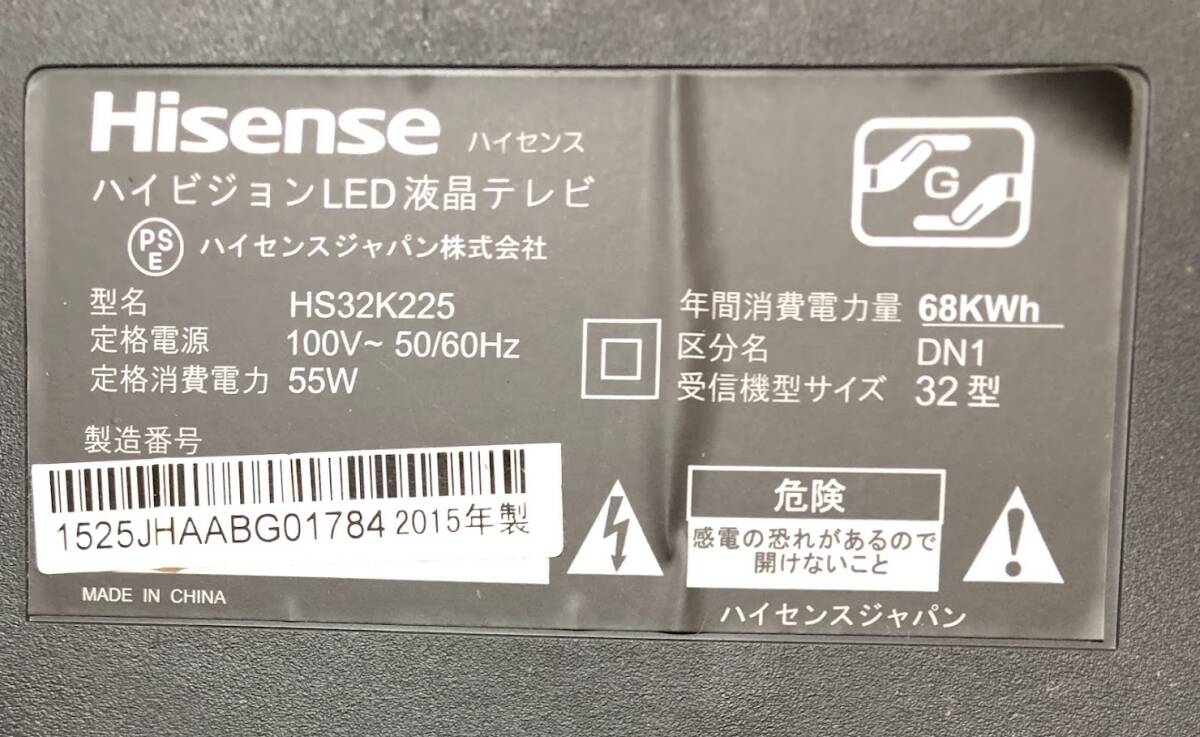 Hisense ハイセンス
ハイビジョンLED液晶テレビ
PSE ハイセンスジャパン株式会社
G
型名 HS32K225
定格電源 100V~ 50/60Hz
定格消費電力 55W
年間消費電力量 68KWh
区分名 DN1
受信機型サイズ 32型
製造番号
1525JHAABG01784 2015年製
MADE IN CHINA
危険
感電の恐れがあるので
開けないこと
ハイセンスジャパン